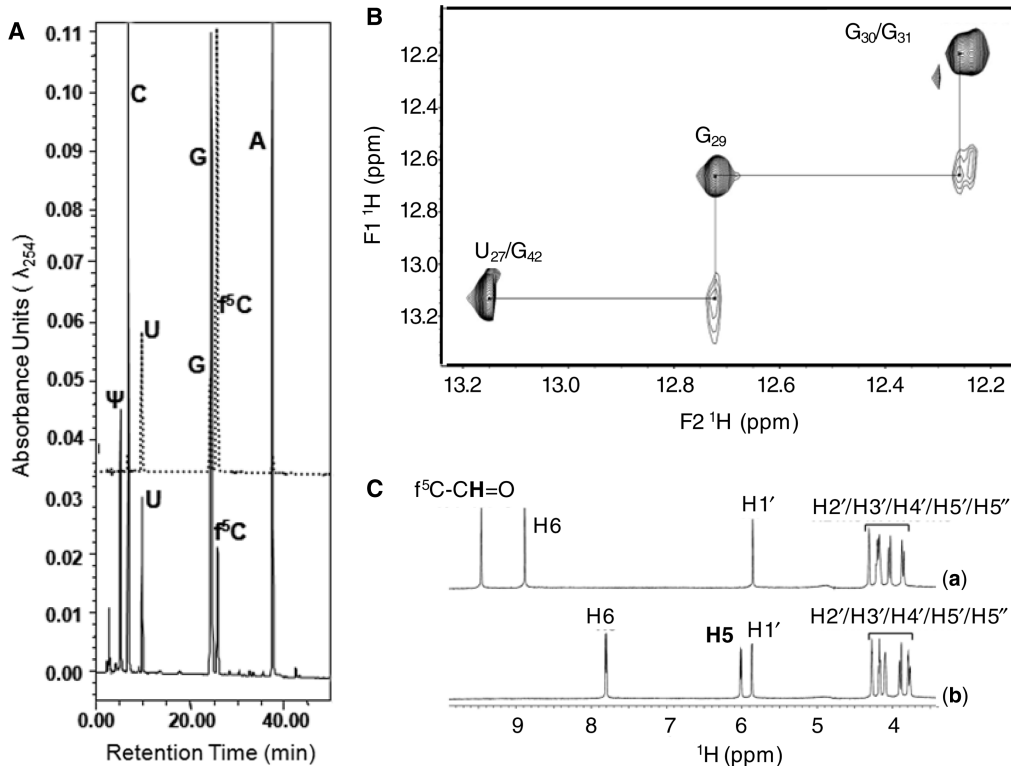 A
Absorbance Units ( λ254)
0.11
0.10
0.09
0.08
0.07
0.06
0.05
0.04
0.03
0.02
0.01
0.00
C
G
A
f⁵C
U
G
Ψ
U
f⁵C
0.00 20.00 40.00
Retention Time (min)
B
F1 ¹H (ppm)
12.2
12.4
12.6
12.8
13.0
13.2
G₃₀/G₃₁
G₂₉
U₂₇/G₄₂
13.2 13.0 12.8 12.6 12.4 12.2
F2 ¹H (ppm)
C
f⁵C-CH=O
H6
H1′
H2′/H3′/H4′/H5′/H5″
(a)
H6
H5
H1′
H2′/H3′/H4′/H5′/H5″
(b)
9 8 7 6 5 4
¹H (ppm)